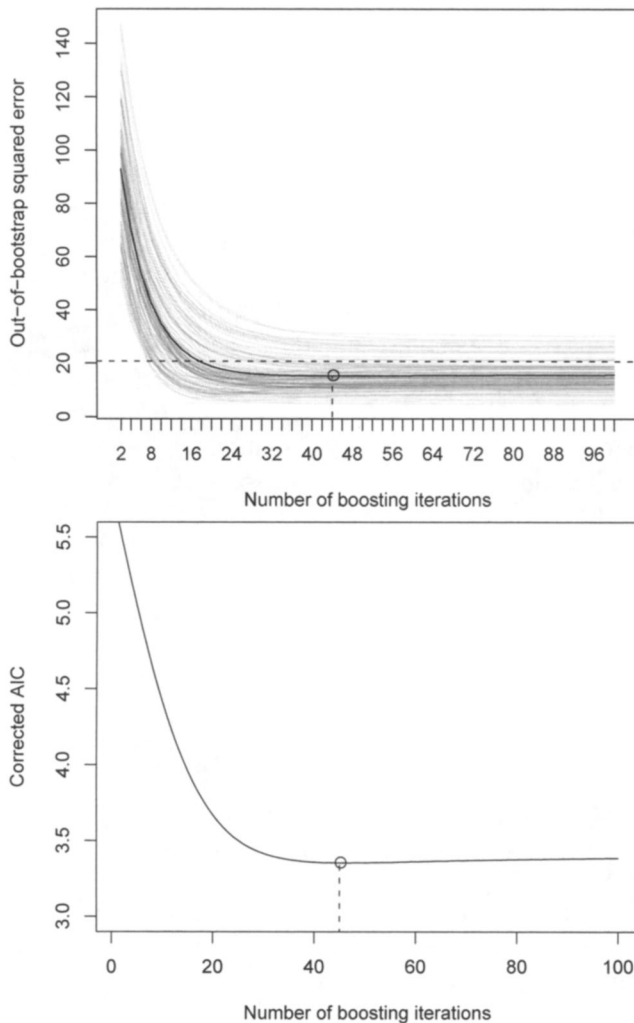 Out-of-bootstrap squared error
140
120
100
80
60
40
20
0
2 8 16 24 32 40 48 56 64 72 80 88 96
Number of boosting iterations
Corrected AIC
5.5
5.0
4.5
4.0
3.5
3.0
0 20 40 60 80 100
Number of boosting iterations